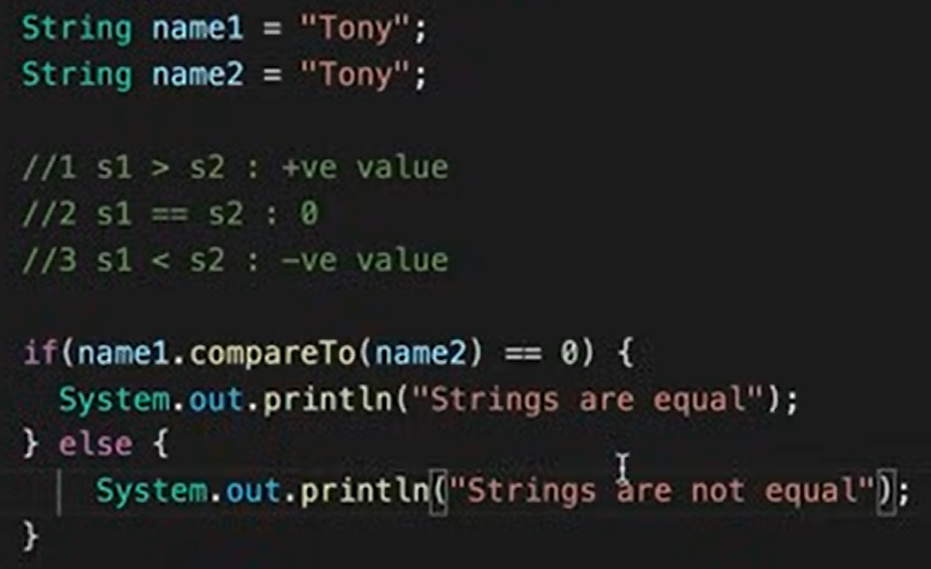 String name1 = "Tony";
String name2 = "Tony";
//1 s1 > s2 : +ve value
//2 s1 == s2 : 0
//3 s1 < s2 : -ve value
if(name1.compareTo(name2) == 0) {
System.out.println("Strings are equal");
} else {
System.out.println("Strings are not equal");
}